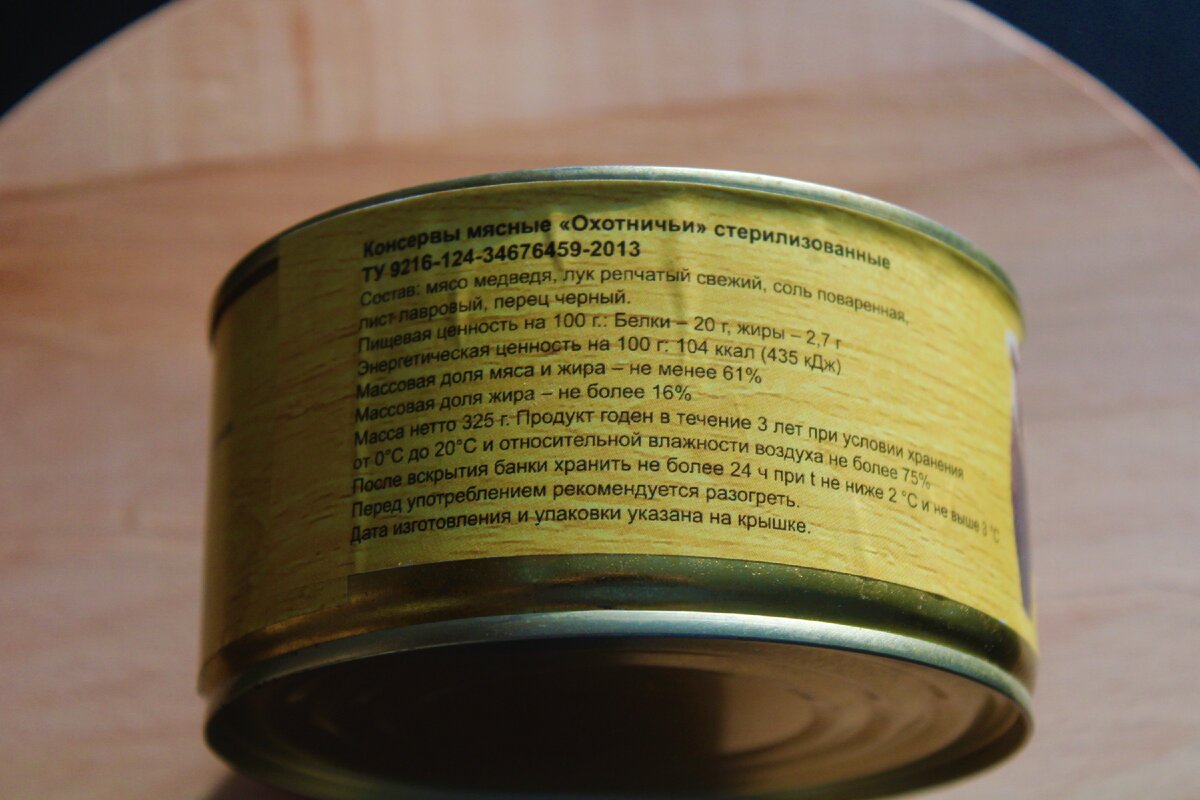 Консервы мясные «Охотничьи» стерилизованные
ТУ 9216-124-34676459-2013
Состав: мясо медведя, лук репчатый свежий, соль поваренная,
лист лавровый, перец черный.
Пищевая ценность на 100 г.: Белки – 20 г, жиры – 2,7 г
Энергетическая ценность на 100 г: 104 ккал (435 кДж)
Массовая доля мяса и жира – не менее 61%
Массовая доля жира – не более 16%
Масса нетто 325 г. Продукт годен в течение 3 лет при условии хранения
от 0°С до 20°С и относительной влажности воздуха не более 75%
После вскрытия банки хранить не более 24 ч при t не ниже 2 °С и не выше 3 °С
Перед употреблением рекомендуется разогреть.
Дата изготовления и упаковки указана на крышке.